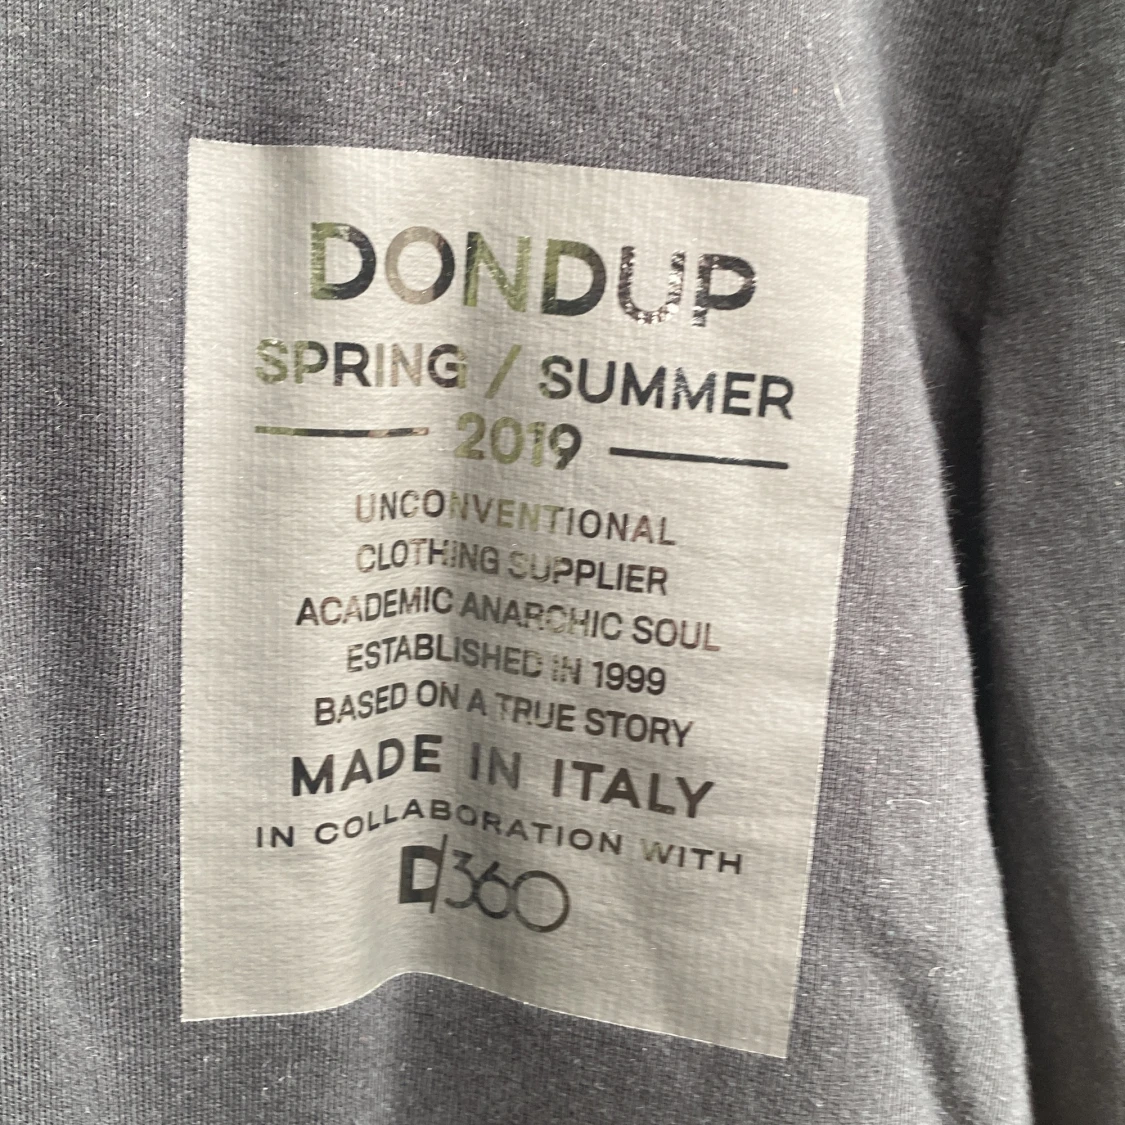 DONDUP
SPRING / SUMMER
2019
UNCONVENTIONAL
CLOTHING SUPPLIER
ACADEMIC ANARCHIC SOUL
ESTABLISHED IN 1999
BASED ON A TRUE STORY
MADE IN ITALY
IN COLLABORATION WITH
D/360